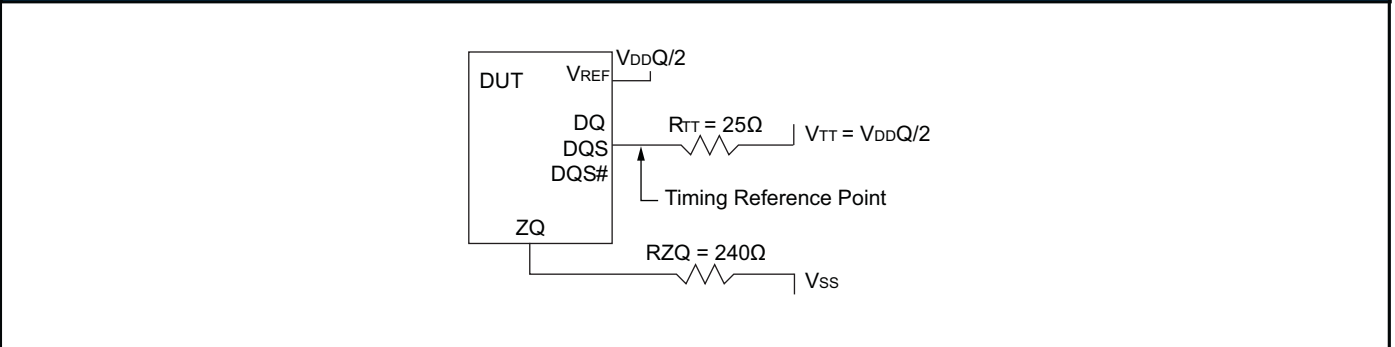 VDDQ/2
DUT
VREF
DQ
RTT = 25Ω
VTT = VDDQ/2
DQS
DQS#
Timing Reference Point
ZQ
RZQ = 240Ω
VSS